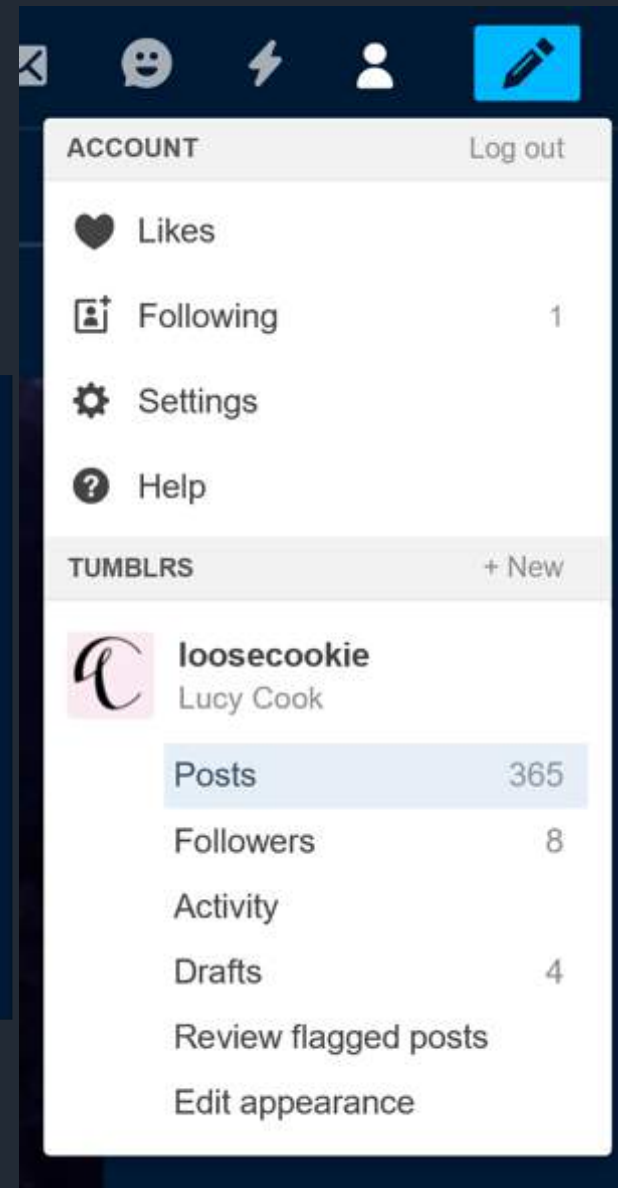 ACCOUNT Log out
Likes
Following 1
Settings
Help
TUMBLRS + New
loosecookie
Lucy Cook
Posts 365
Followers 8
Activity
Drafts 4
Review flagged posts
Edit appearance